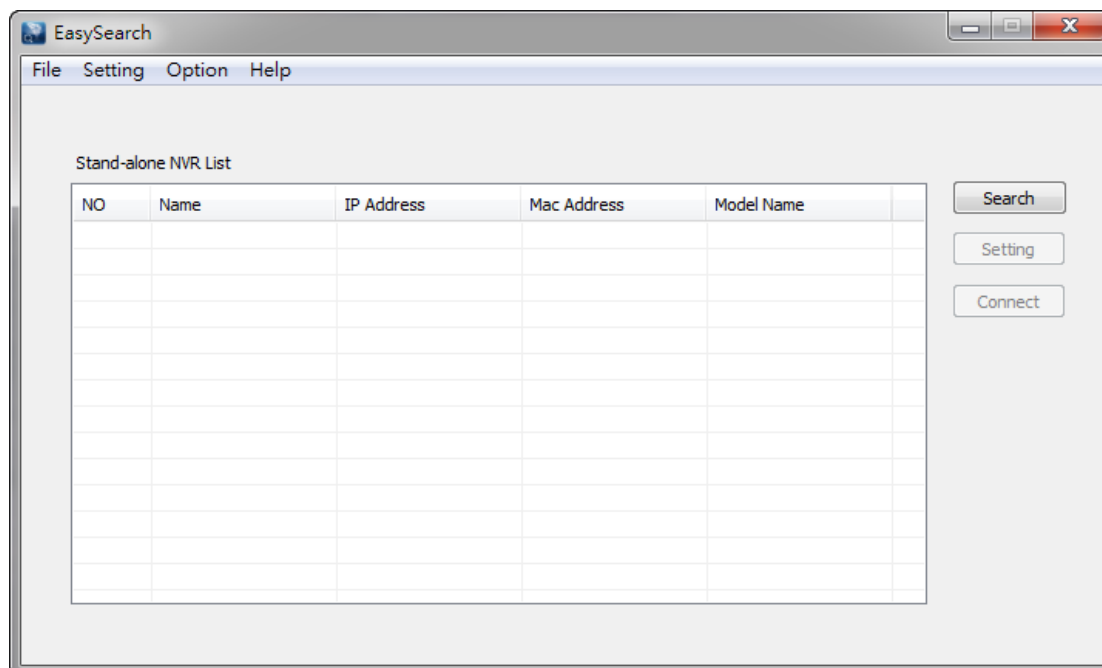 EasySearch
File Setting Option Help
Stand-alone NVR List
NO Name IP Address Mac Address Model Name
Search
Setting
Connect